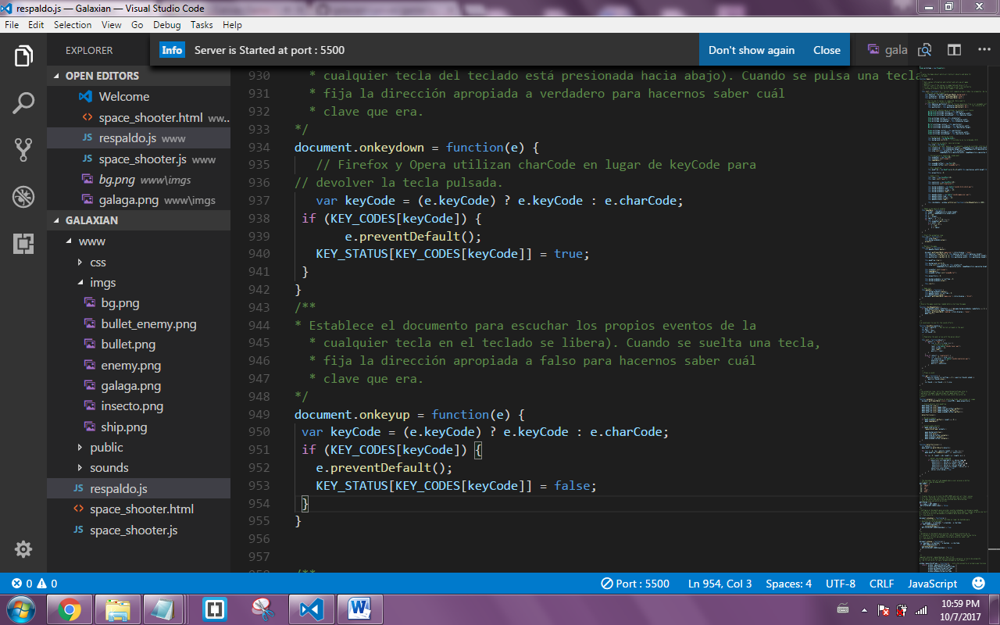 respaldo.js — Galaxian — Visual Studio Code
File Edit Selection View Go Debug Tasks Help
EXPLORER
Info Server is Started at port : 5500 Don't show again Close
gala
OPEN EDITORS
Welcome
space_shooter.html ww...
JS respaldo.js www
JS space_shooter.js www
bg.png www\imgs
galaga.png www\imgs
GALAXIAN
www
css
imgs
bg.png
bullet_enemy.png
bullet.png
enemy.png
galaga.png
insecto.png
ship.png
public
sounds
JS respaldo.js
space_shooter.html
JS space_shooter.js
930 * cualquier tecla del teclado está presionada hacia abajo). Cuando se pulsa una tecla
931 * fija la dirección apropiada a verdadero para hacernos saber cuál
932 * clave que era.
933 */
934 document.onkeydown = function(e) {
935 // Firefox y Opera utilizan charCode en lugar de keyCode para
936 // devolver la tecla pulsada.
937 var keyCode = (e.keyCode) ? e.keyCode : e.charCode;
938 if (KEY_CODES[keyCode]) {
939 e.preventDefault();
940 KEY_STATUS[KEY_CODES[keyCode]] = true;
941 }
942 }
943 /**
944 * Establece el documento para escuchar los propios eventos de la
945 * cualquier tecla en el teclado se libera). Cuando se suelta una tecla,
946 * fija la dirección apropiada a falso para hacernos saber cuál
947 * clave que era.
948 */
949 document.onkeyup = function(e) {
950 var keyCode = (e.keyCode) ? e.keyCode : e.charCode;
951 if (KEY_CODES[keyCode]) {
952 e.preventDefault();
953 KEY_STATUS[KEY_CODES[keyCode]] = false;
954 }
955 }
956
957
958 /**
0 0 Port : 5500 Ln 954, Col 3 Spaces: 4 UTF-8 CRLF JavaScript
10:59 PM
10/7/2017